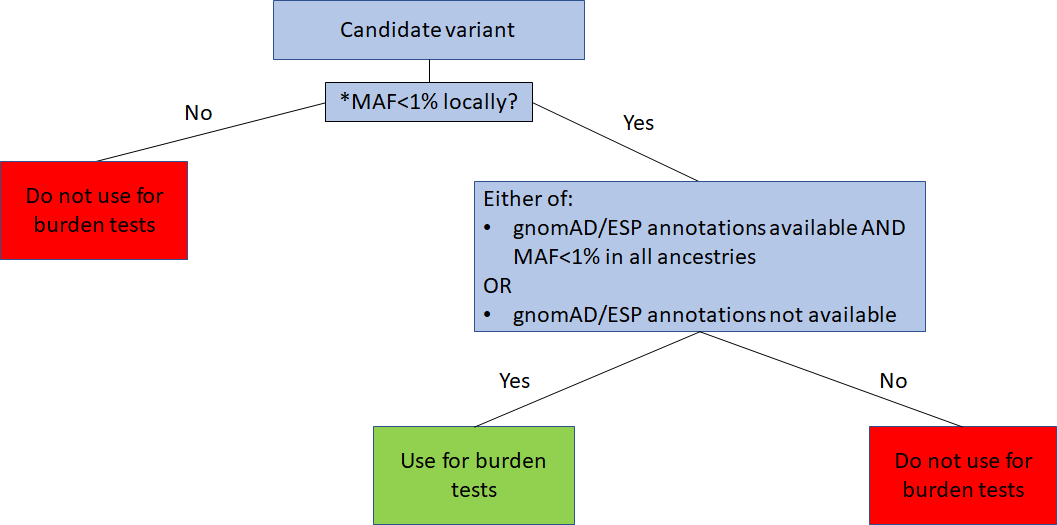 Candidate variant
*MAF<1% locally?
No
Yes
Do not use for
burden tests
Either of:
• gnomAD/ESP annotations available AND
MAF<1% in all ancestries
OR
• gnomAD/ESP annotations not available
Yes
No
Use for burden
tests
Do not use for
burden tests